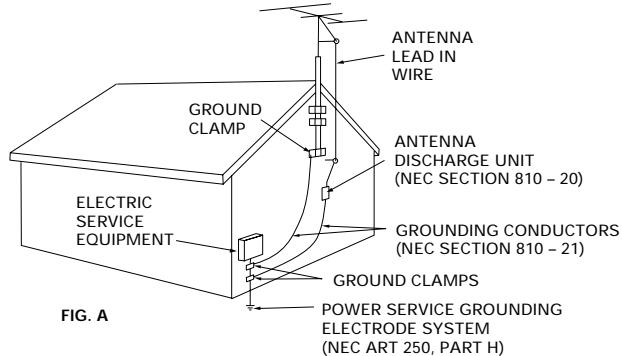 ANTENNA
LEAD IN
WIRE
GROUND
CLAMP
ANTENNA
DISCHARGE UNIT
(NEC SECTION 810 – 20)
ELECTRIC
SERVICE
EQUIPMENT
GROUNDING CONDUCTORS
(NEC SECTION 810 – 21)
GROUND CLAMPS
FIG. A
POWER SERVICE GROUNDING
ELECTRODE SYSTEM
(NEC ART 250, PART H)